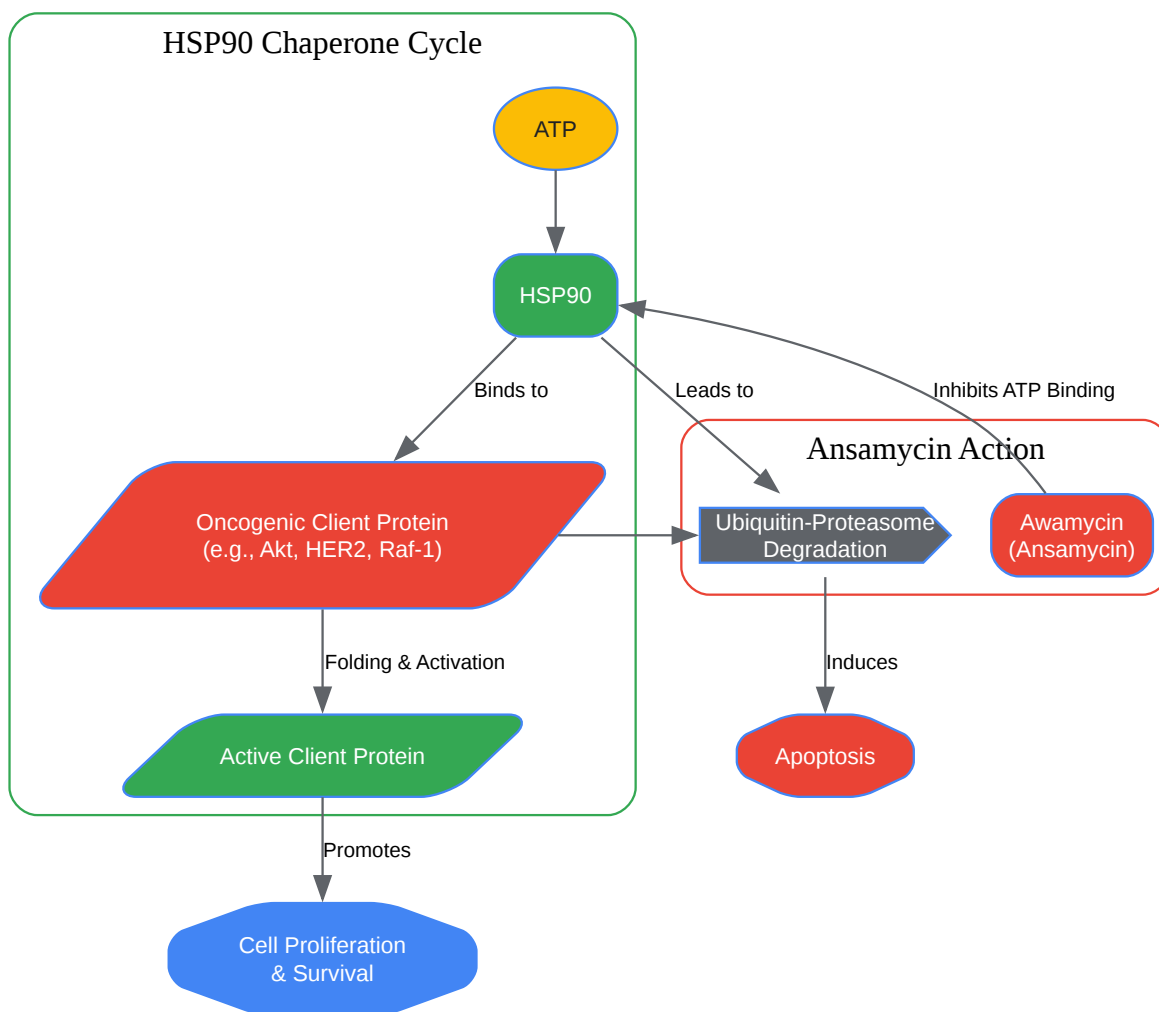 HSP90 Chaperone Cycle
ATP
HSP90
Binds to
Leads to
Inhibits ATP Binding
Ansamycin Action
Oncogenic Client Protein
(e.g., Akt, HER2, Raf-1)
Ubiquitin-Proteasome
Degradation
Awamycin
(Ansamycin)
Folding & Activation
Induces
Active Client Protein
Apoptosis
Promotes
Cell Proliferation
& Survival